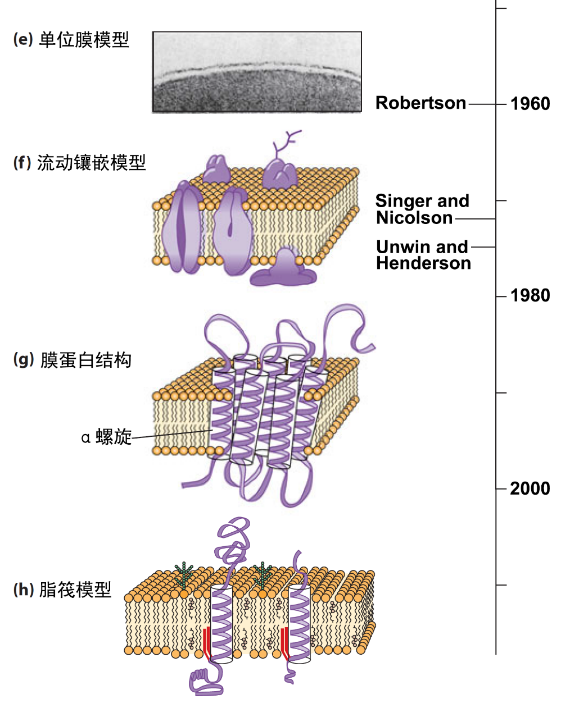 (e) 单位膜模型
Robertson
1960
(f) 流动镶嵌模型
Singer and
Nicolson
Unwin and
Henderson
1980
(g) 膜蛋白结构
α 螺旋
2000
(h) 脂筏模型